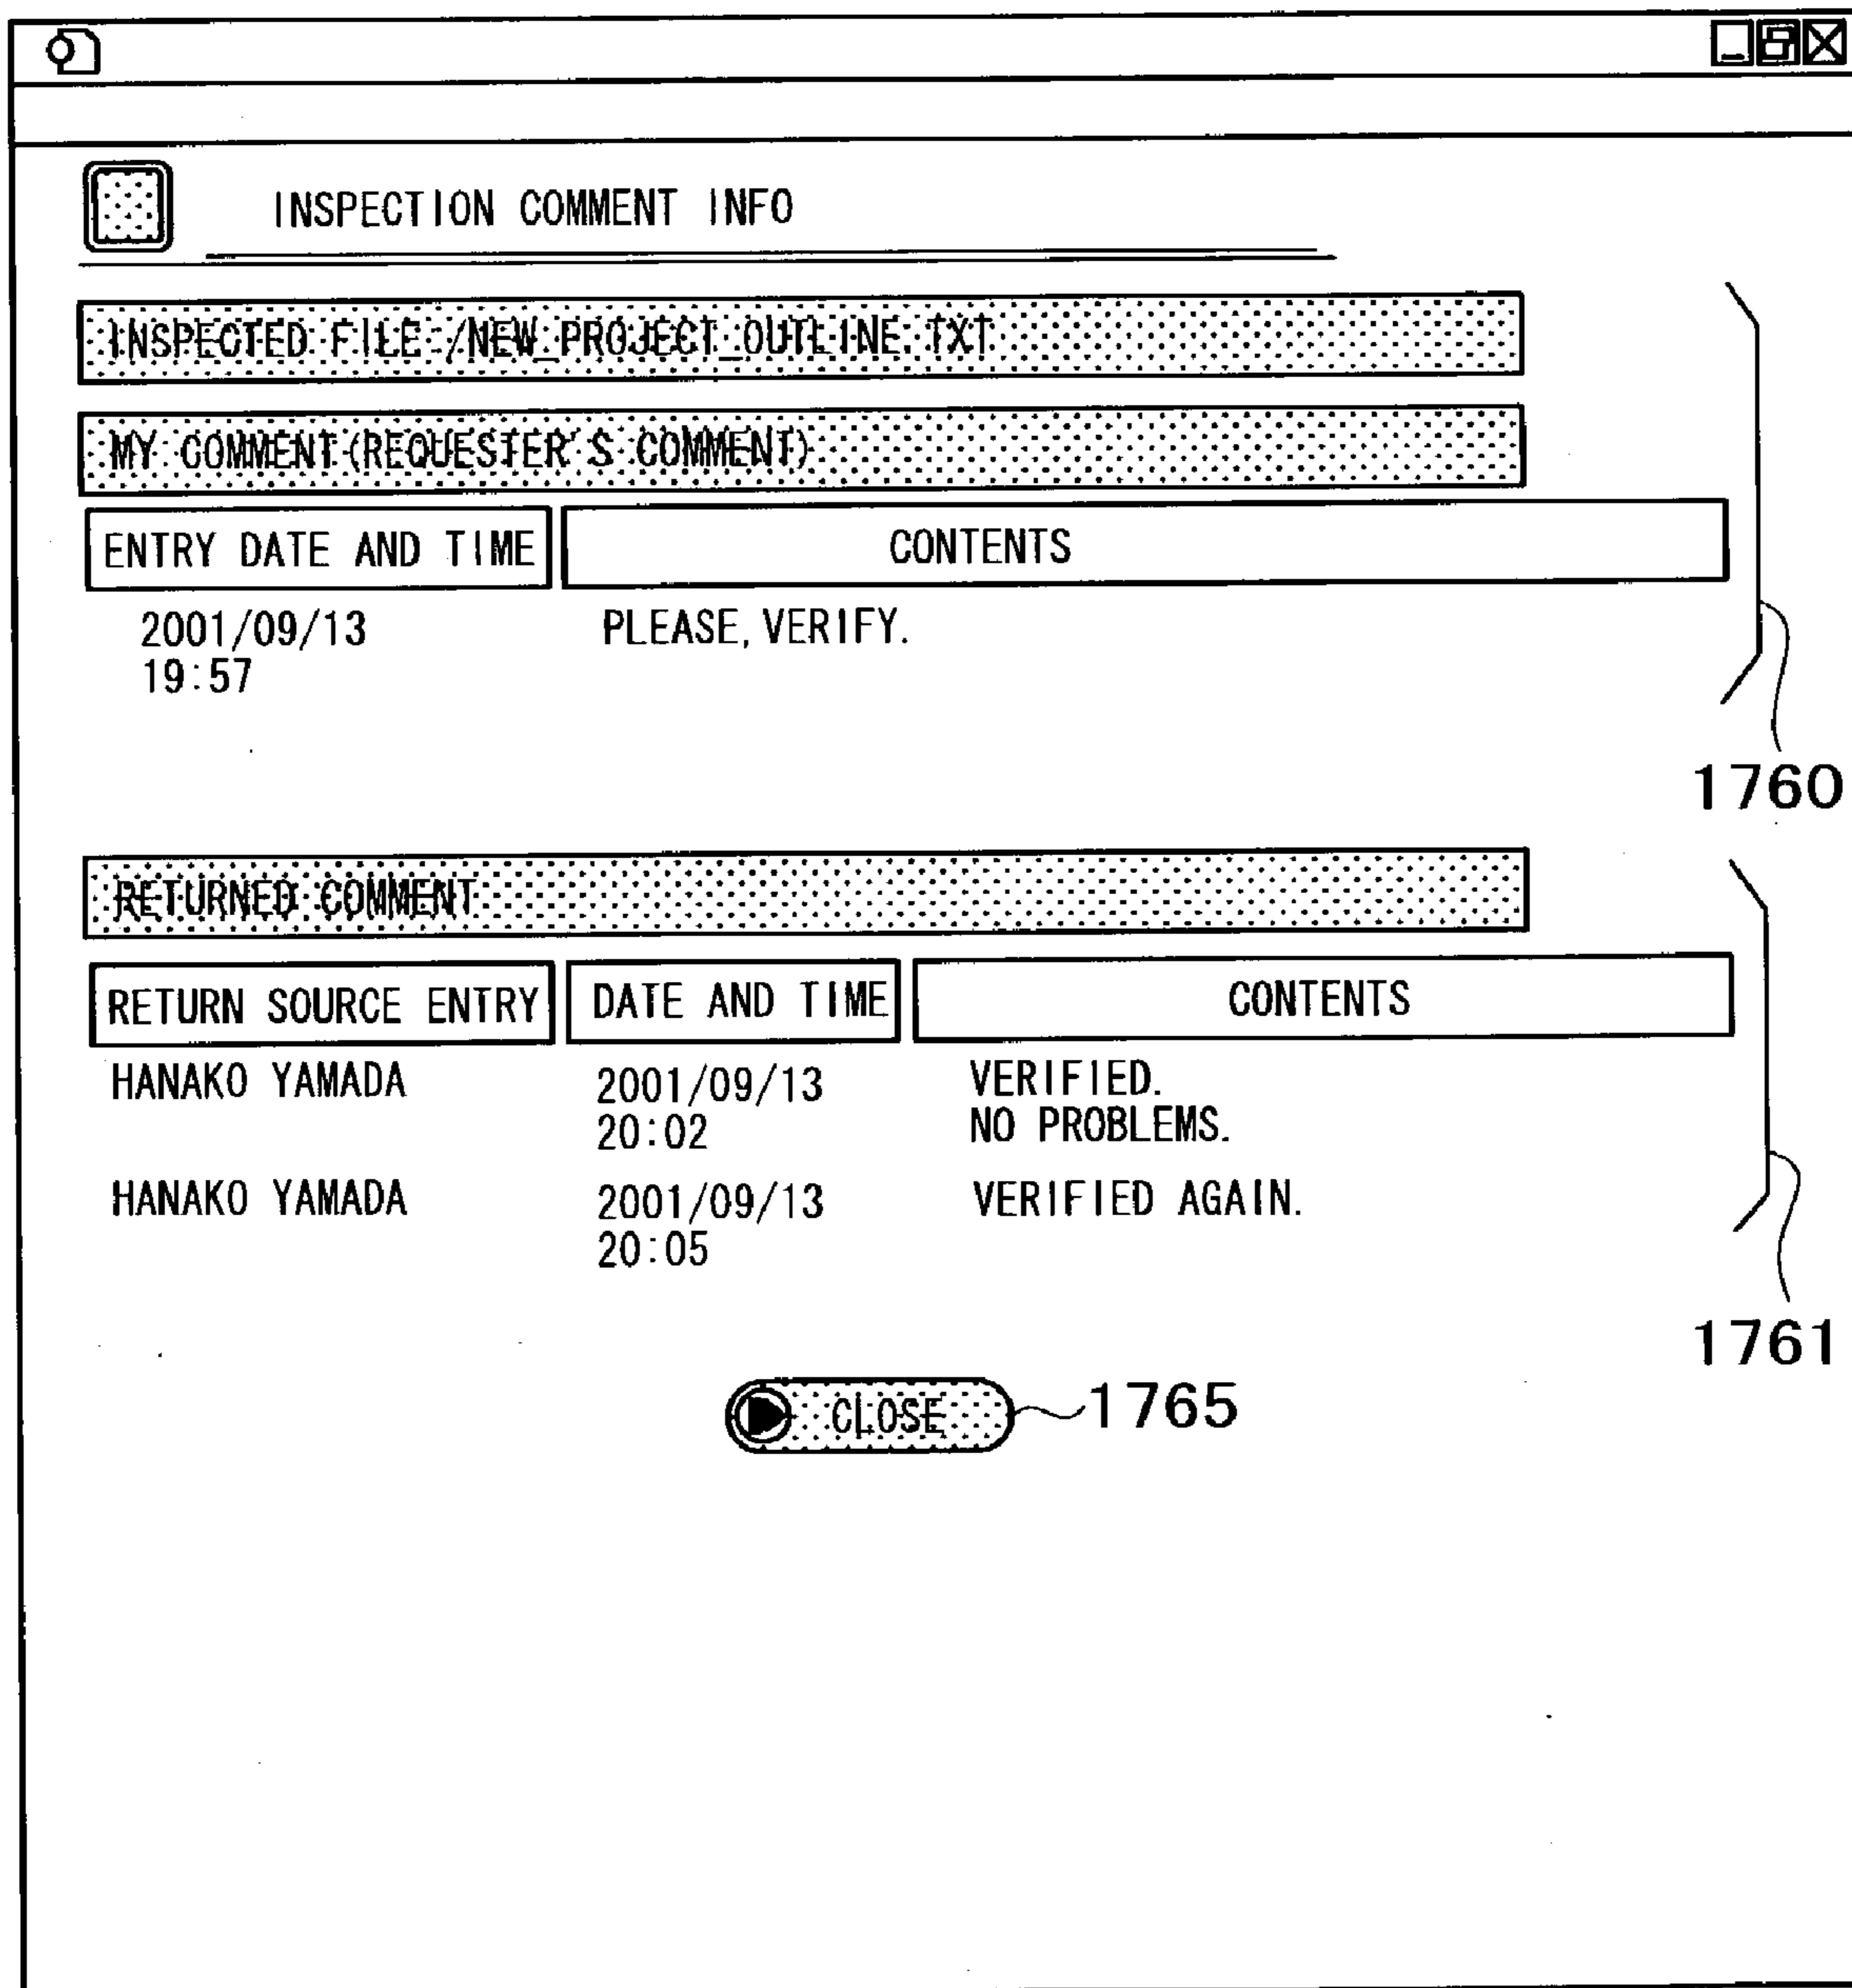 INSPECTION COMMENT INFO
INSPECTED FILE:/NEW_PROJECT_OUTLINE.TXT
MY COMMENT(REQUESTER'S COMMENT)
ENTRY DATE AND TIME CONTENTS
2001/09/13 PLEASE,VERIFY.
19:57
1760
RETURNED COMMENT
RETURN SOURCE ENTRY DATE AND TIME CONTENTS
HANAKO YAMADA 2001/09/13 VERIFIED.
20:02 NO PROBLEMS.
HANAKO YAMADA 2001/09/13 VERIFIED AGAIN.
20:05
1761
CLOSE 1765